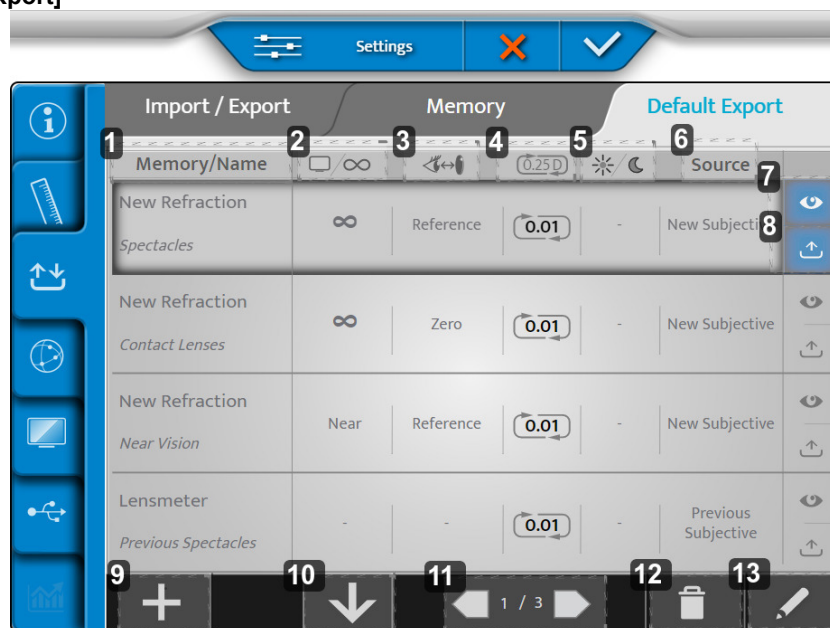 port]
Settings
Import / Export Memory Default Export
1 2 3 4 5 6
Memory/Name 0.25 D Source
7
New Refraction
Spectacles
∞ Reference 0.01 - New Subjecti
8
New Refraction
Contact Lenses
∞ Zero 0.01 - New Subjective
New Refraction
Near Vision
Near Reference 0.01 - New Subjective
Lensmeter
Previous Spectacles
- - 0.01 - Previous
Subjective
9 10 11 12 13
1 / 3